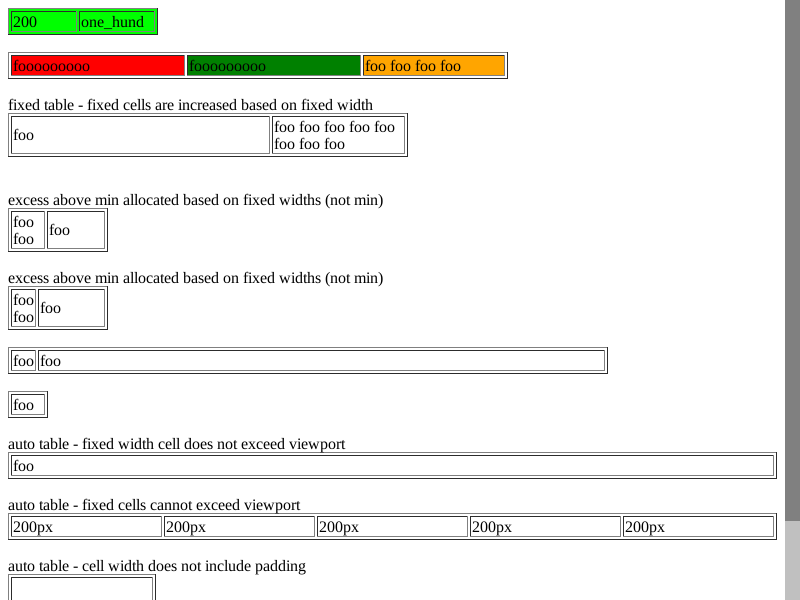 200 one_hund
fooooooooo fooooooooo foo foo foo foo
fixed table - fixed cells are increased based on fixed width
foo foo foo foo foo foo
foo foo foo
excess above min allocated based on fixed widths (not min)
foo
foo foo
excess above min allocated based on fixed widths (not min)
foo
foo foo
foo foo
foo
auto table - fixed width cell does not exceed viewport
foo
auto table - fixed cells cannot exceed viewport
200px 200px 200px 200px 200px
auto table - cell width does not include padding